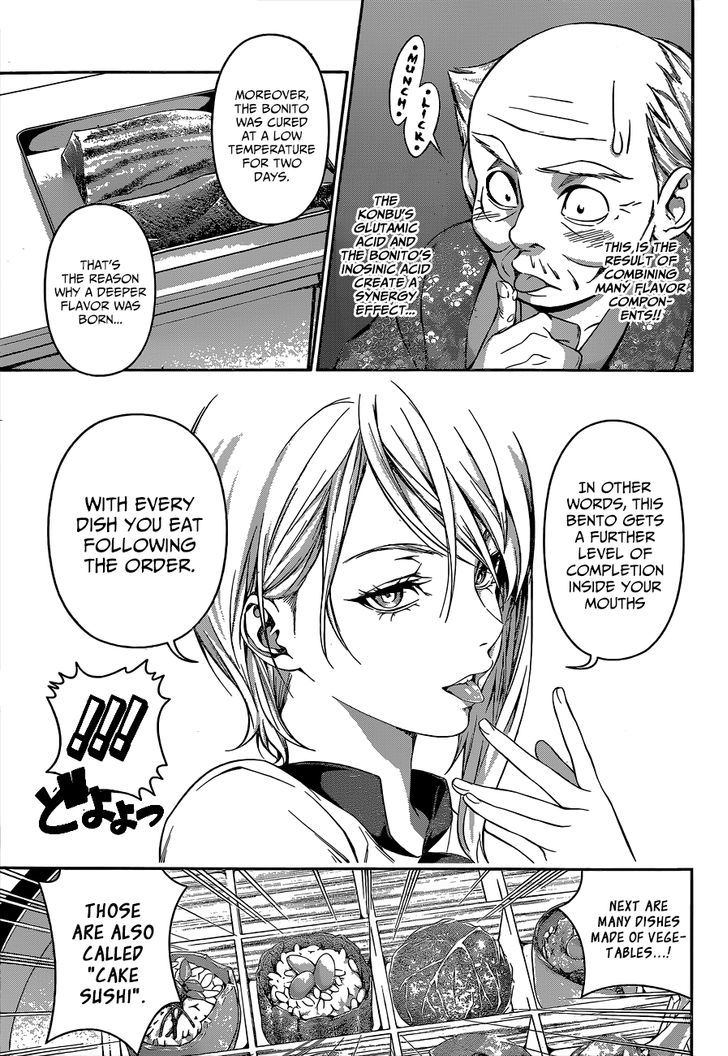 •MUNCH•
•LICK•
THE
KONBU'S
GLUTAMIC
ACID AND
THE BONITO'S
INOSINIC ACID
CREATE A
SYNERGY
EFFECT...
THIS IS THE
RESULT OF
COMBINING
MANY FLAVOR
COMPON-
ENTS!!
MOREOVER,
THE BONITO
WAS CURED
AT A LOW
TEMPERATURE
FOR TWO
DAYS.
THAT'S
THE REASON
WHY A DEEPER
FLAVOR WAS
BORN...
IN OTHER
WORDS, THIS
BENTO GETS
A FURTHER
LEVEL OF
COMPLETION
INSIDE YOUR
MOUTHS
WITH EVERY
DISH YOU EAT
FOLLOWING
THE ORDER.
!!!
どよよっ
NEXT ARE
MANY DISHES
MADE OF VEGE-
TABLES...!
THOSE
ARE ALSO
CALLED
"CAKE
SUSHI".